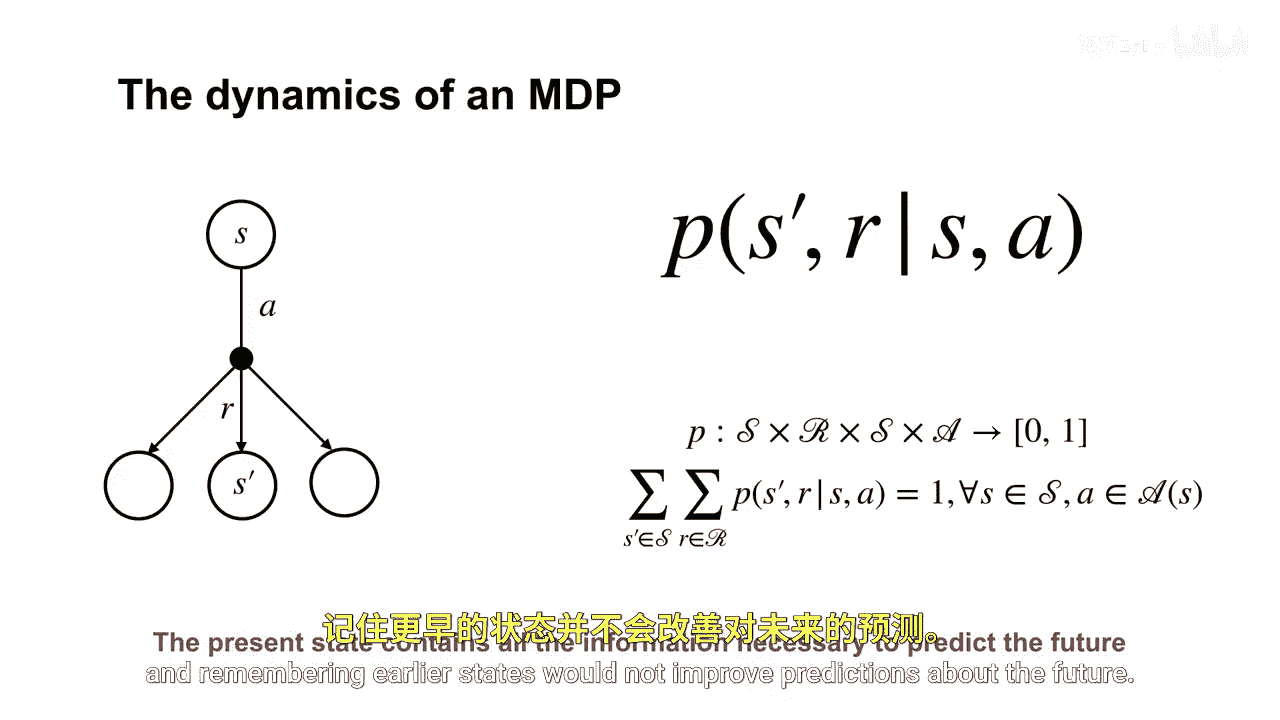 The dynamics of an MDP
s
a
r
s′
p(s′, r | s, a)
p : 𝒮 × ℛ × 𝒮 × 𝒜 → [0, 1]
∑ ∑ p(s′, r | s, a) = 1, ∀s ∈ 𝒮, a ∈ 𝒜(s)
s′∈𝒮 r∈ℛ
记住更早的状态并不会改善对未来的预测。
The present state contains all the information necessary to predict the future
and remembering earlier states would not improve predictions about the future.